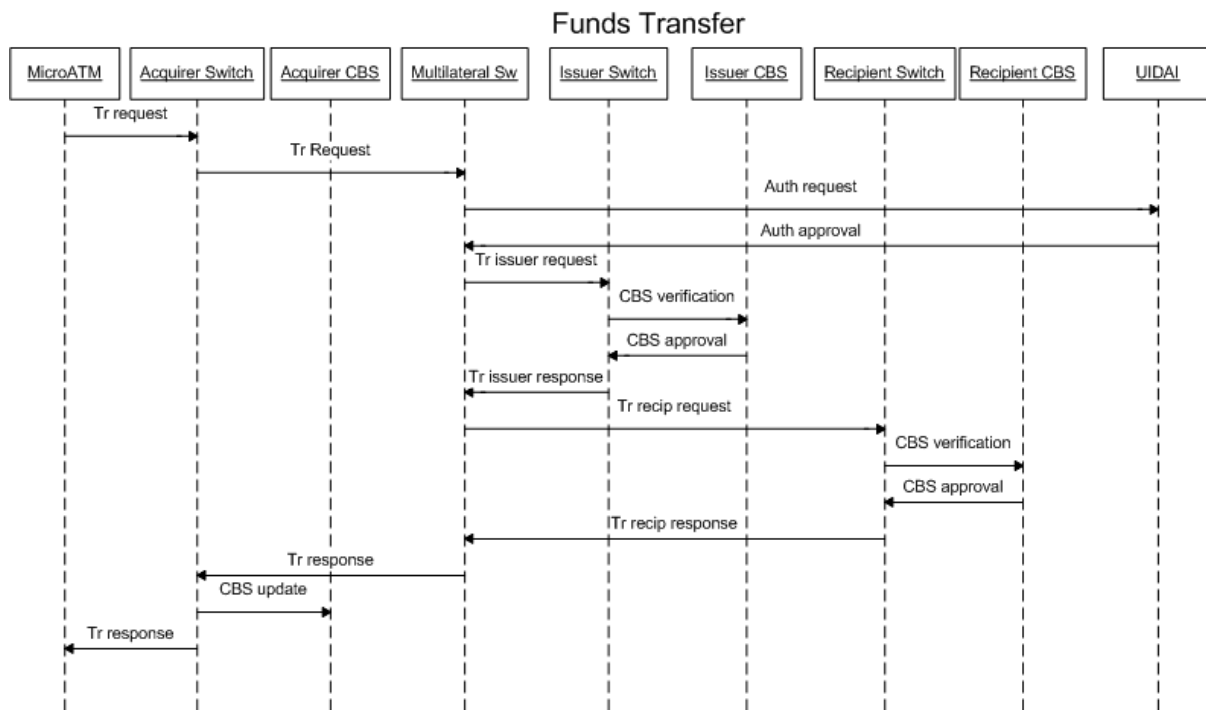 Funds Transfer
MicroATM
Acquirer Switch
Acquirer CBS
Multilateral Sw
Issuer Switch
Issuer CBS
Recipient Switch
Recipient CBS
UIDAI
Tr request
Tr Request
Auth request
Auth approval
Tr issuer request
CBS verification
CBS approval
Tr issuer response
Tr recip request
CBS verification
CBS approval
Tr recip response
Tr response
CBS update
Tr response